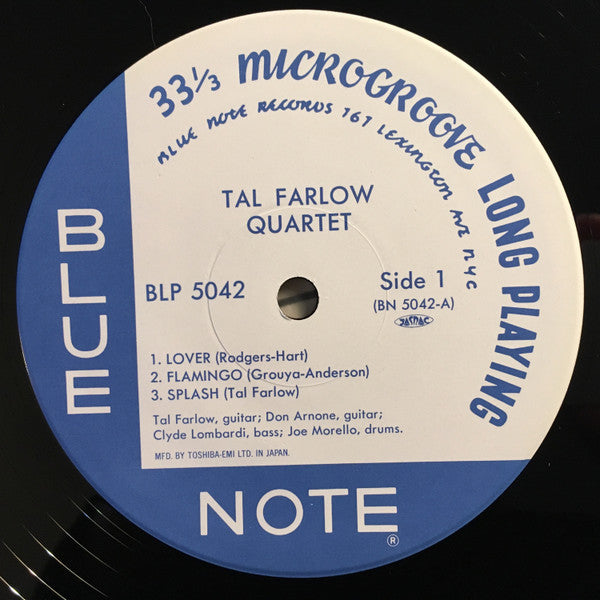 33⅓ MICROGROOVE LONG PLAYING
BLUE NOTE RECORDS 767 LEXINGTON AVE NYC
TAL FARLOW
QUARTET
BLUE
BLP 5042
Side 1
(BN 5042-A)
JASRAC
1. LOVER (Rodgers-Hart)
2. FLAMINGO (Grouya-Anderson)
3. SPLASH (Tal Farlow)
Tal Farlow, guitar; Don Arnone, guitar;
Clyde Lombardi, bass; Joe Morello, drums.
MFD. BY TOSHIBA-EMI LTD. IN JAPAN.
NOTE®